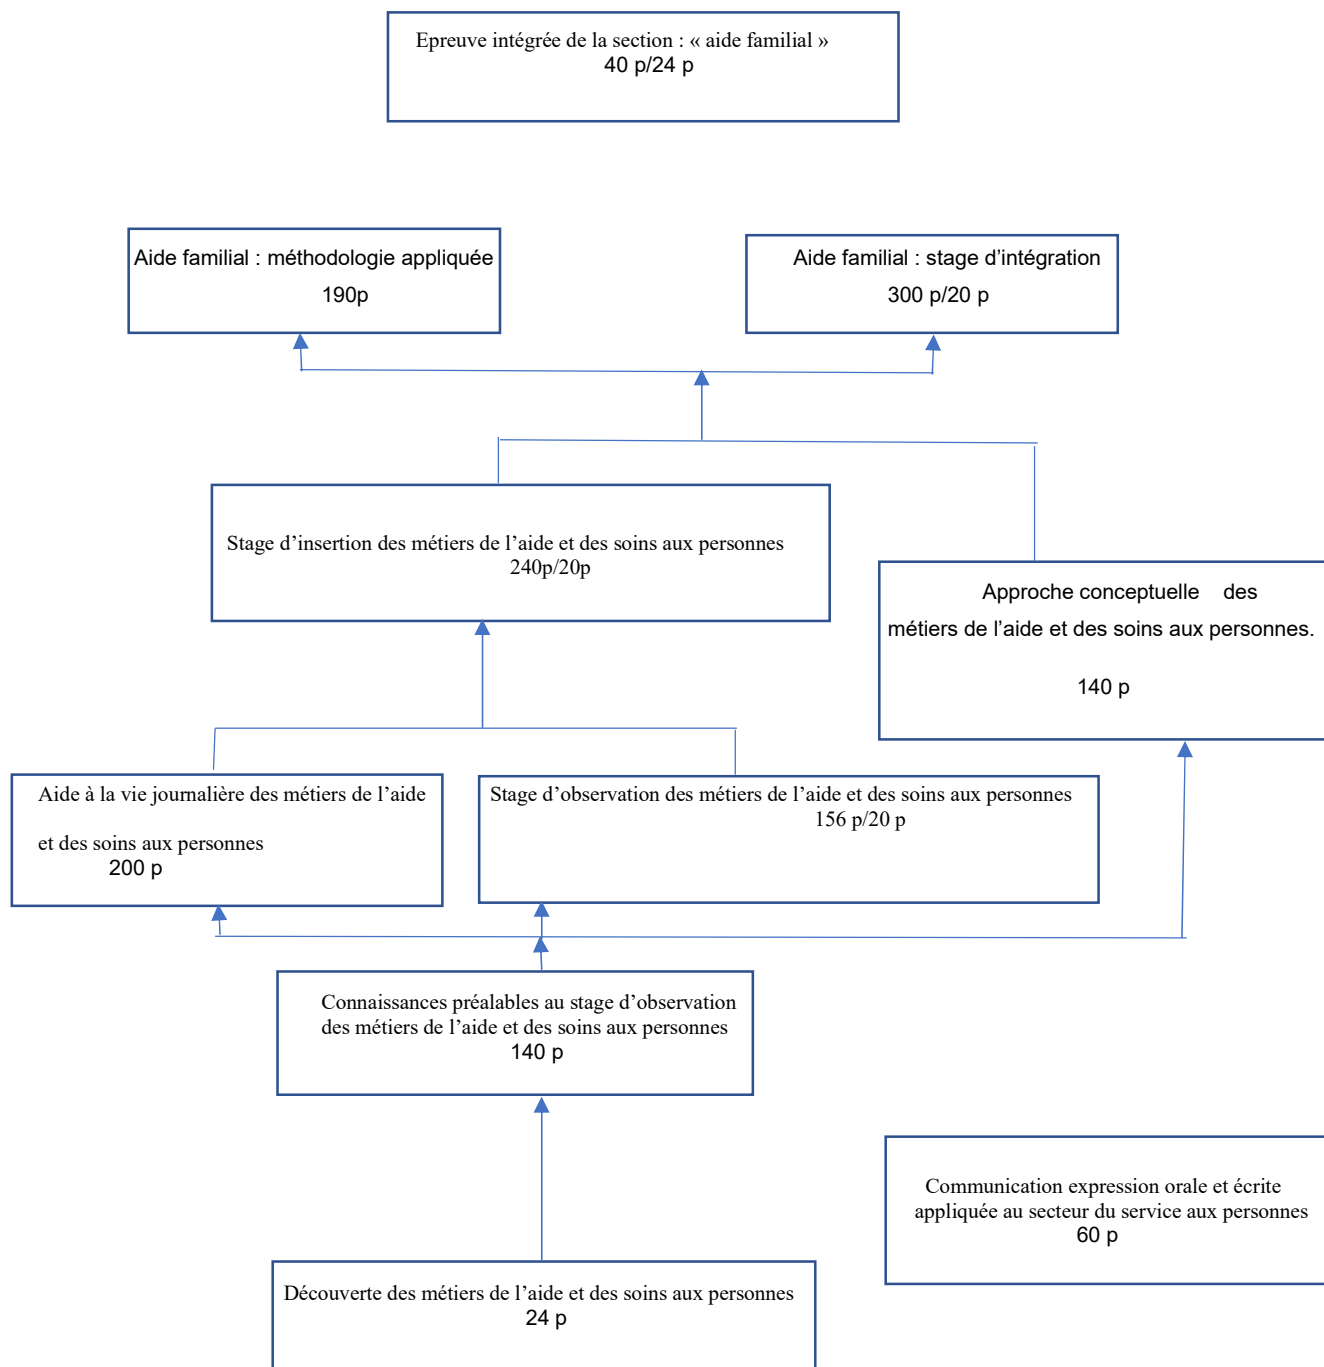 Epreuve intégrée de la section : « aide familial »
40 p/24 p
Aide familial : méthodologie appliquée
190p
Aide familial : stage d’intégration
300 p/20 p
Stage d’insertion des métiers de l’aide et des soins aux personnes
240p/20p
Approche conceptuelle des
métiers de l’aide et des soins aux personnes.
140 p
Aide à la vie journalière des métiers de l’aide
et des soins aux personnes
200 p
Stage d’observation des métiers de l’aide et des soins aux personnes
156 p/20 p
Connaissances préalables au stage d’observation
des métiers de l’aide et des soins aux personnes
140 p
Communication expression orale et écrite
appliquée au secteur du service aux personnes
60 p
Découverte des métiers de l’aide et des soins aux personnes
24 p